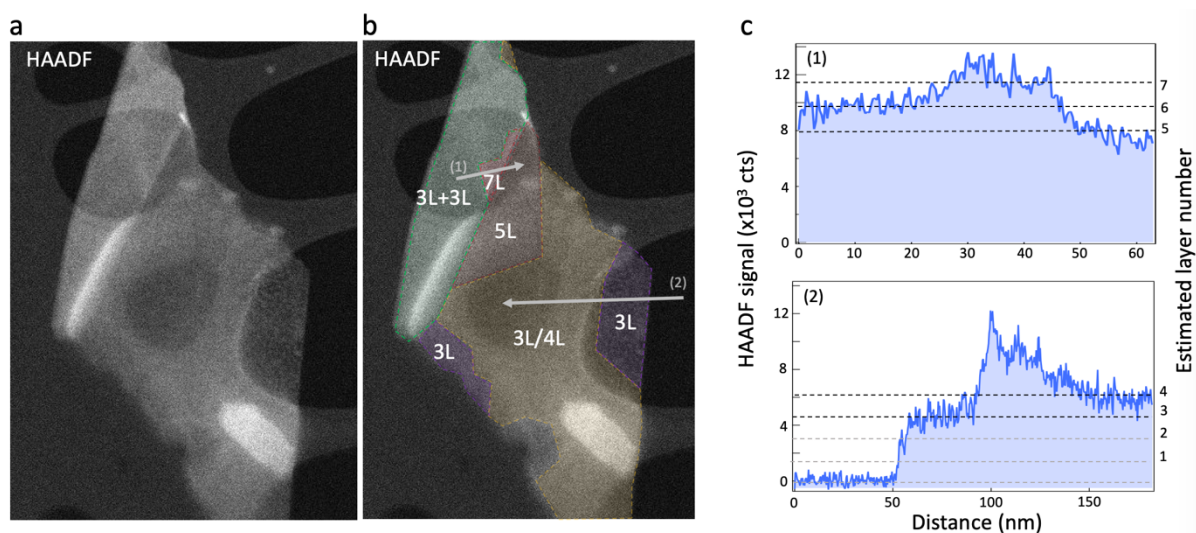 a
HAADF
b
HAADF
(1)
7L
3L+3L
5L
(2)
3L/4L
3L
3L
c
HAADF signal (x10³ cts)
(1)
12
8
4
0
0
10
20
30
40
50
60
7
6
5
(2)
12
8
4
0
0
50
100
150
4
3
2
1
Distance (nm)
Estimated layer number